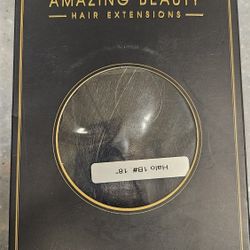 AMAZING BEAUTY
HAIR EXTENSIONS
Halo 1B# 18"